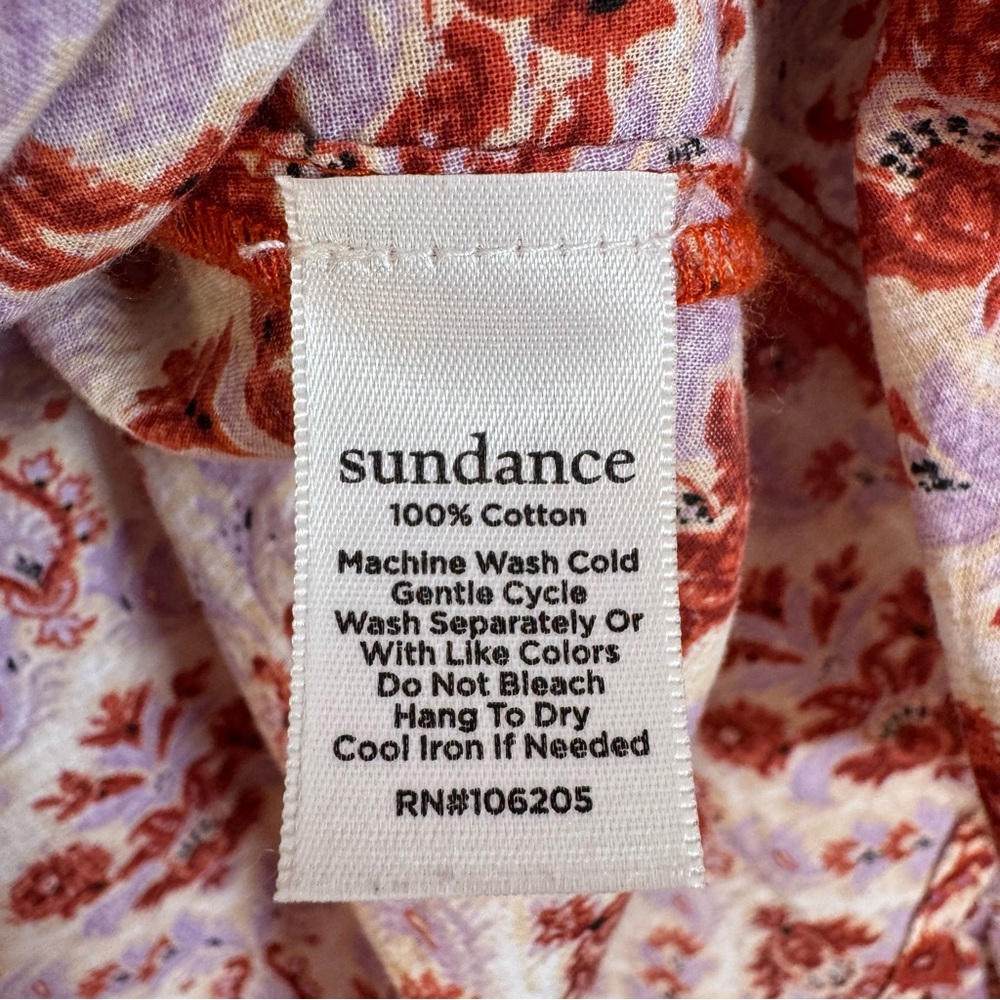 sundance
100% Cotton
Machine Wash Cold
Gentle Cycle
Wash Separately Or
With Like Colors
Do Not Bleach
Hang To Dry
Cool Iron If Needed
RN#106205